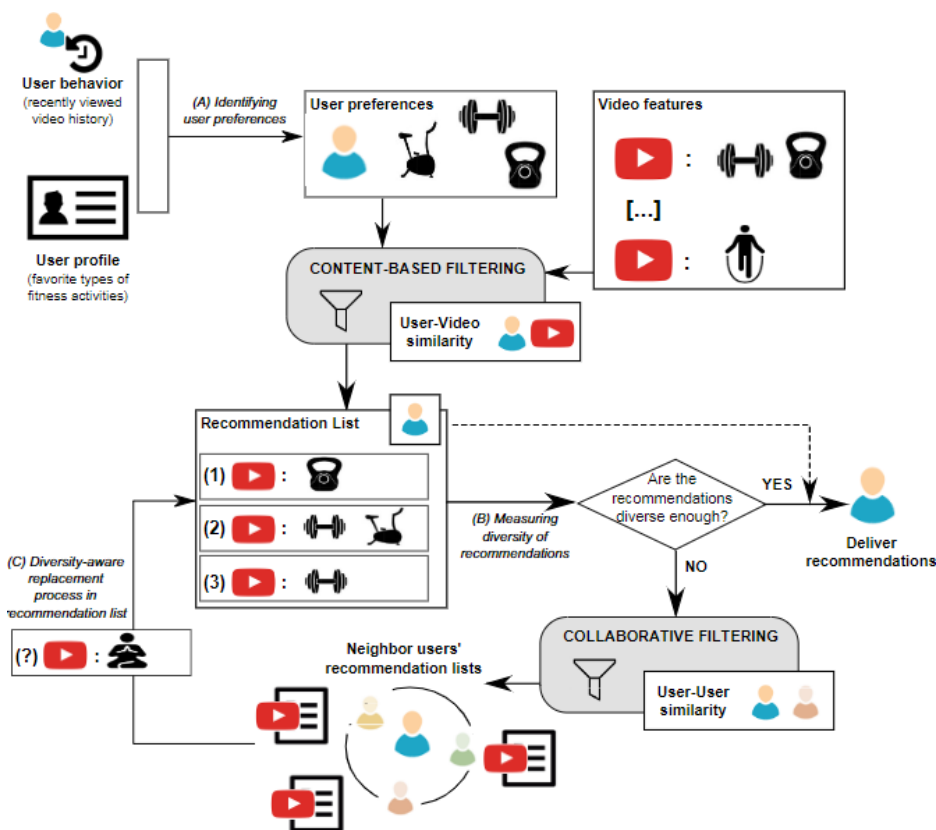 User behavior
(recently viewed
video history)
(A) Identifying
user preferences
User profile
(favorite types of
fitness activities)
User preferences
Video features
:
[...]
:
CONTENT-BASED FILTERING
User-Video
similarity
Recommendation List
(1) :
(2) :
(3) :
(B) Measuring
diversity of
recommendations
Are the
recommendations
diverse enough?
YES
Deliver
recommendations
NO
COLLABORATIVE FILTERING
User-User
similarity
Neighbor users'
recommendation lists
(C) Diversity-aware
replacement
process in
recommendation list
(?) :